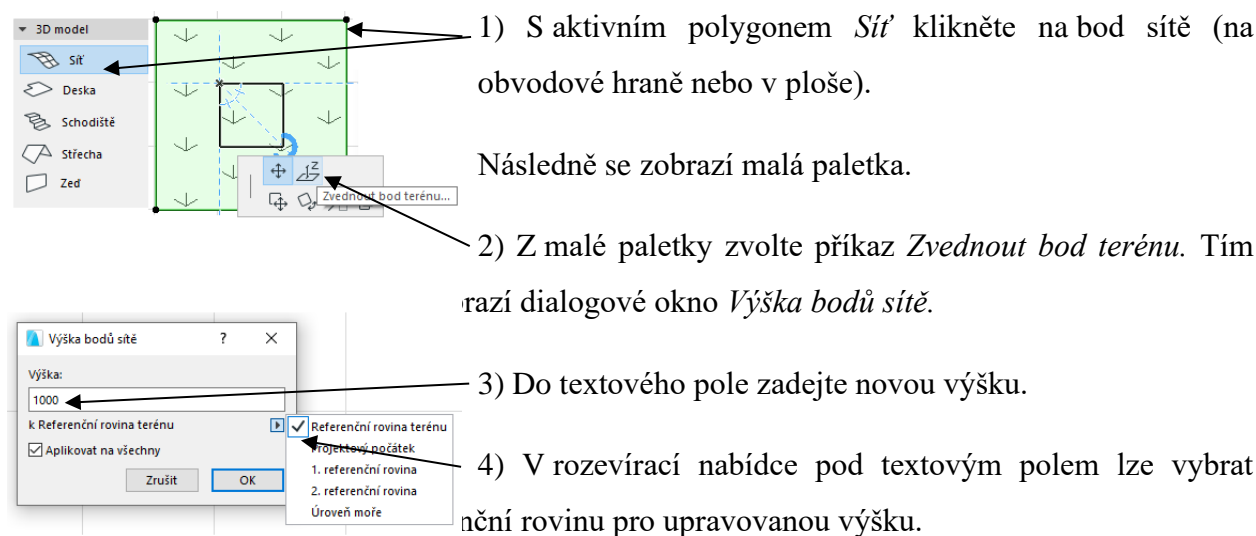 3D model
Síť
Deska
Schodiště
Střecha
Zeď
Z
Zvednout bod terénu...
1) S aktivním polygonem Síť klikněte na bod sítě (na
obvodové hraně nebo v ploše).
Následně se zobrazí malá paletka.
2) Z malé paletky zvolte příkaz Zvednout bod terénu. Tím
razí dialogové okno Výška bodů sítě.
Výška bodů sítě ? ×
Výška:
1000
k Referenční rovina terénu
Aplikovat na všechny
Zrušit OK
Referenční rovina terénu
Projektový počátek
1. referenční rovina
2. referenční rovina
Úroveň moře
3) Do textového pole zadejte novou výšku.
4) V rozevírací nabídce pod textovým polem lze vybrat
nční rovinu pro upravovanou výšku.